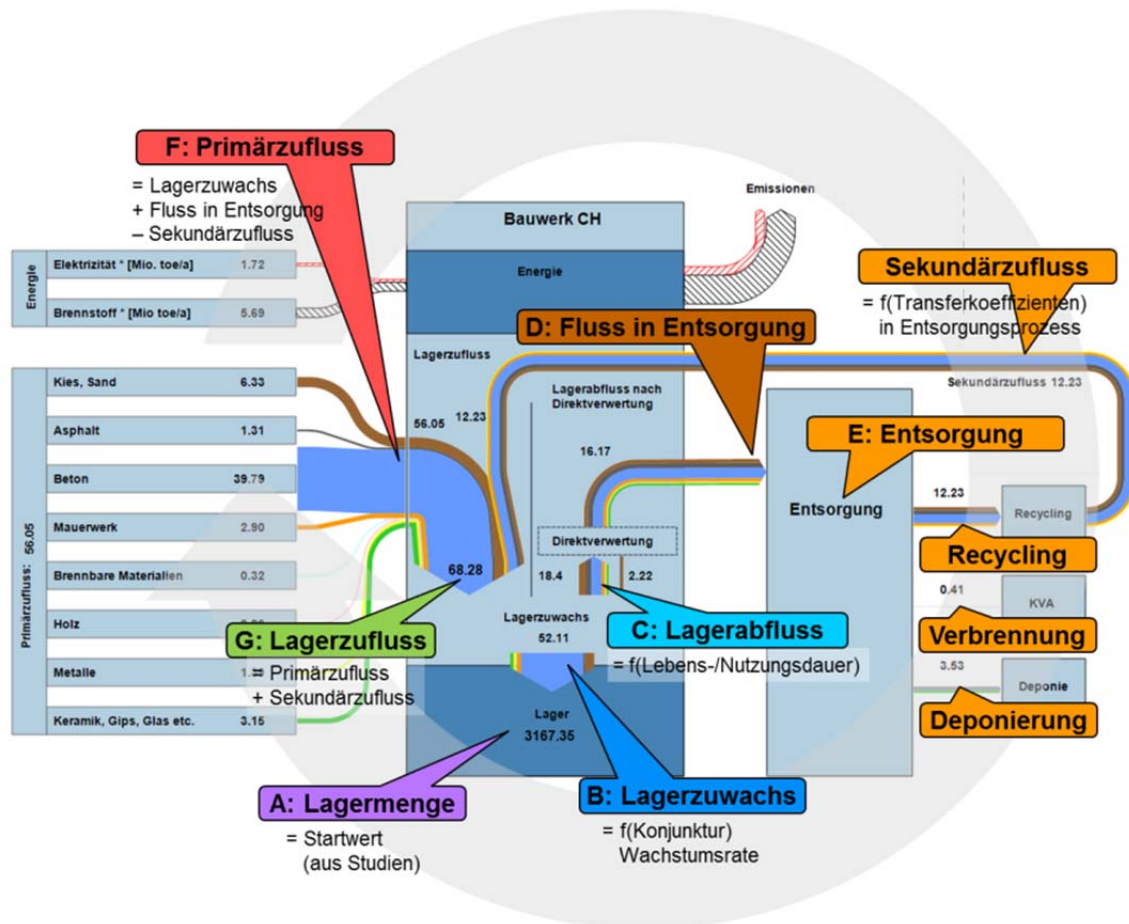 F: Primärzufluss
= Lagerzuwachs
+ Fluss in Entsorgung
– Sekundärzufluss
Emissionen
Bauwerk CH
Energie
Energie
Elektrizität * [Mio. toe/a] 1.72
Brennstoff * [Mio toe/a] 5.69
Sekundärzufluss
= f(Transferkoeffizienten)
in Entsorgungsprozess
D: Fluss in Entsorgung
Lagerzufluss
Sekundärzufluss 12.23
Lagerabfluss nach
Direktverwertung
56.05
12.23
16.17
Primärzufluss: 56.05
Kies, Sand 6.33
Asphalt 1.31
Beton 39.79
Mauerwerk 2.90
Brennbare Materialien 0.32
Holz
Metalle
Keramik, Gips, Glas etc. 3.15
E: Entsorgung
Entsorgung
12.23
Recycling
Recycling
0.41
KVA
Verbrennung
3.53
Deponie
Deponierung
Direktverwertung
68.28
18.4
2.22
Lagerzuwachs
52.11
G: Lagerzufluss
= Primärzufluss
+ Sekundärzufluss
C: Lagerabfluss
= f(Lebens-/Nutzungsdauer)
Lager
3167.35
A: Lagermenge
= Startwert
(aus Studien)
B: Lagerzuwachs
= f(Konjunktur)
Wachstumsrate